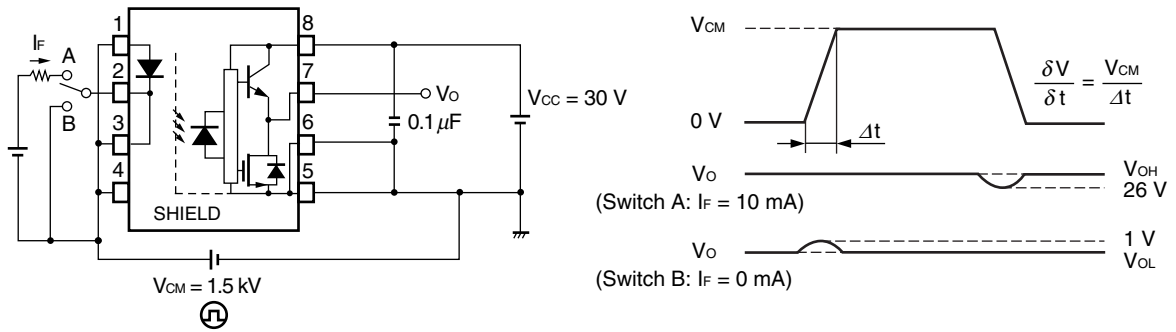 1
2
3
4
8
7
6
5
IF
A
B
SHIELD
VO
0.1 μF
VCC = 30 V
VCM = 1.5 kV
VCM
0 V
Δt
δV
δt
=
VCM
Δt
VO
(Switch A: IF = 10 mA)
VOH
26 V
VO
(Switch B: IF = 0 mA)
1 V
VOL